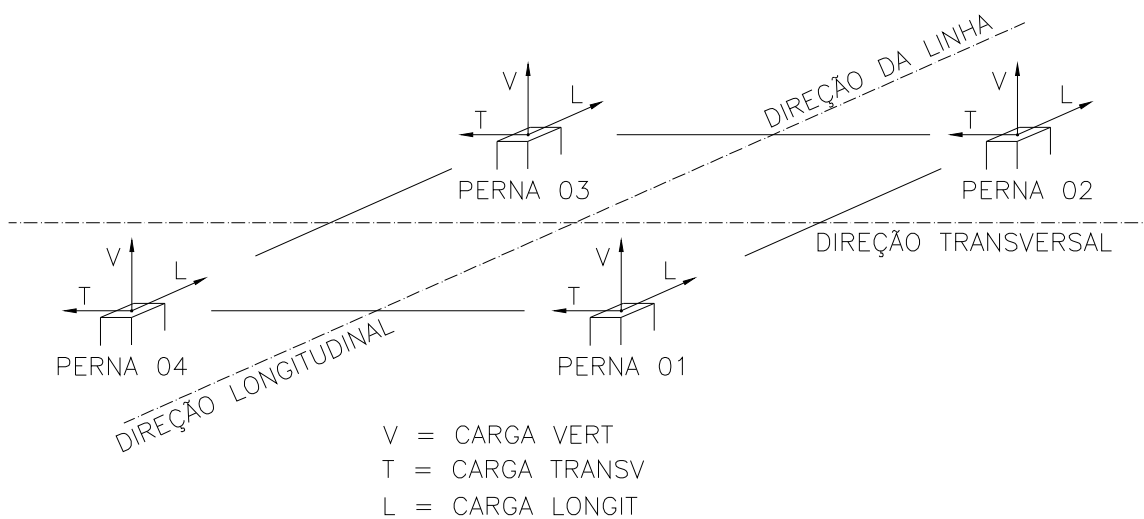 DIREÇÃO DA LINHA
V
L
T
PERNA 03
V
L
T
PERNA 02
DIREÇÃO TRANSVERSAL
V
L
T
PERNA 04
V
L
T
PERNA 01
DIREÇÃO LONGITUDINAL
V = CARGA VERT
T = CARGA TRANSV
L = CARGA LONGIT